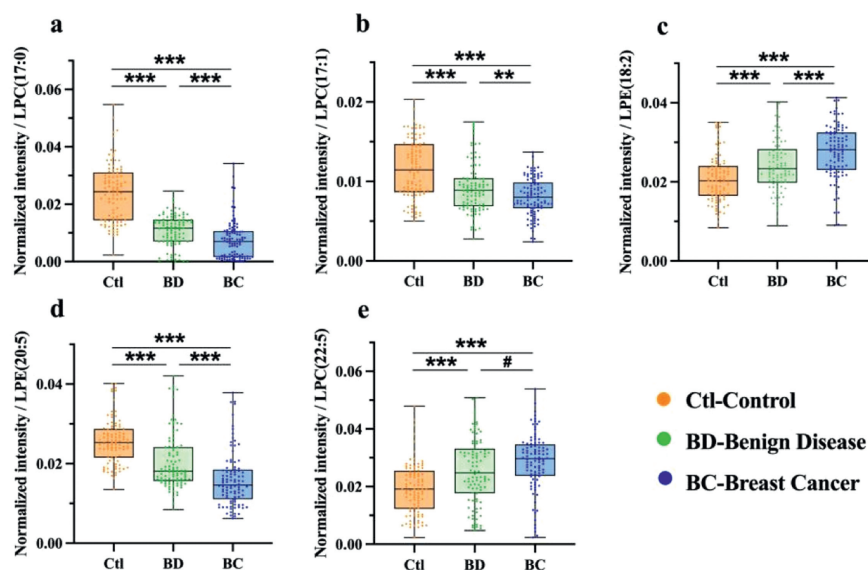 a
Normalized intensity / LPC(17:0)
0.06
0.04
0.02
0.00
***
*** ***
Ctl BD BC
b
Normalized intensity / LPC(17:1)
0.02
0.01
0.00
***
*** **
Ctl BD BC
c
Normalized intensity / LPE(18:2)
0.04
0.02
0.00
***
*** ***
Ctl BD BC
d
Normalized intensity / LPE(20:5)
0.04
0.02
0.00
***
*** ***
Ctl BD BC
e
Normalized intensity / LPC(22:5)
0.06
0.04
0.02
0.00
***
*** #
Ctl BD BC
Ctl-Control
BD-Benign Disease
BC-Breast Cancer